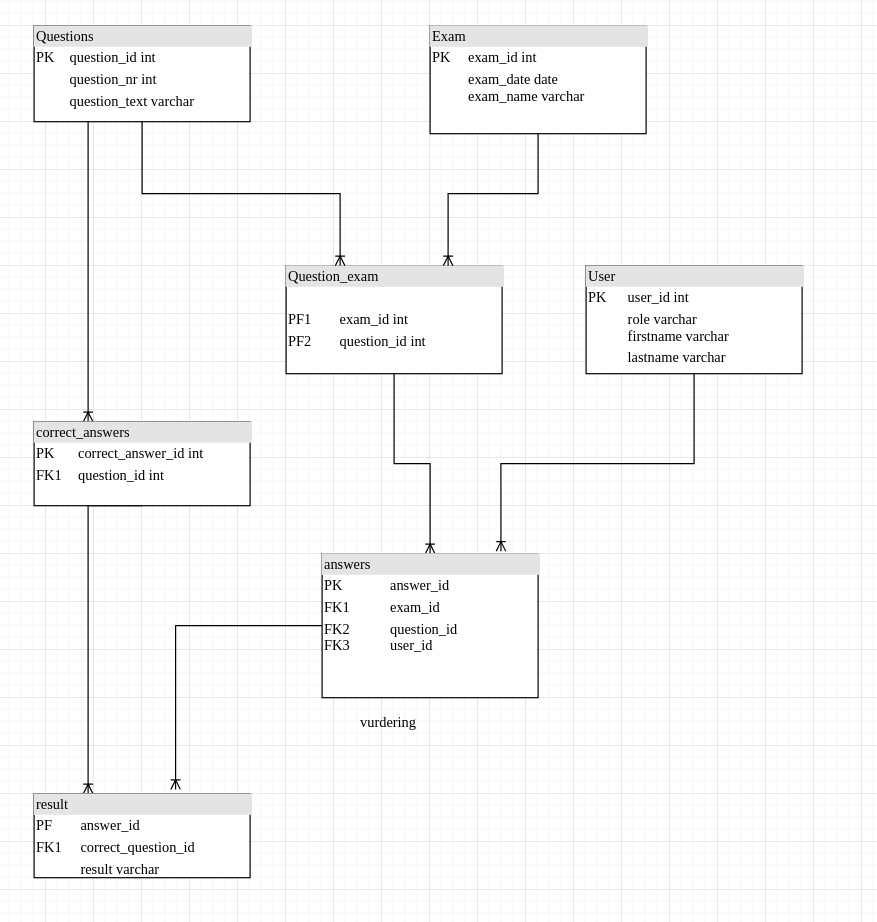 Questions
PK question_id int
question_nr int
question_text varchar
Exam
PK exam_id int
exam_date date
exam_name varchar
Question_exam
PF1 exam_id int
PF2 question_id int
User
PK user_id int
role varchar
firstname varchar
lastname varchar
correct_answers
PK correct_answer_id int
FK1 question_id int
answers
PK answer_id
FK1 exam_id
FK2 question_id
FK3 user_id
vurdering
result
PF answer_id
FK1 correct_question_id
result varchar